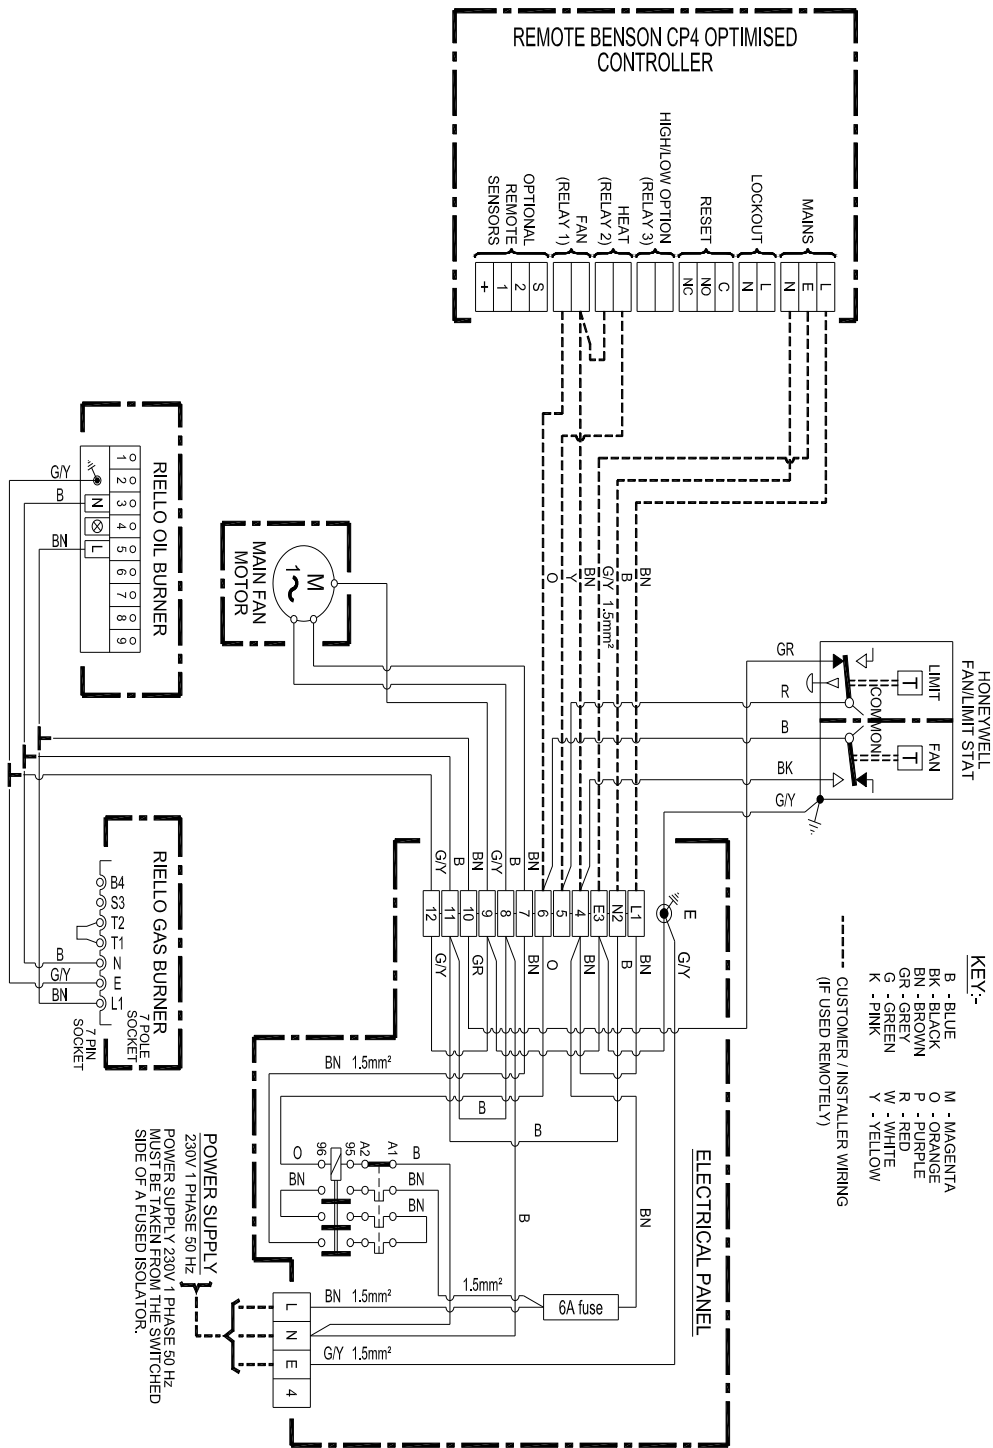 REMOTE BENSON CP4 OPTIMISED
CONTROLLER
MAINS
LOCKOUT
RESET
HIGH/LOW OPTION
(RELAY 3)
HEAT
(RELAY 2)
FAN
(RELAY 1)
OPTIONAL
REMOTE
SENSORS
L
E
N
L
N
C
NO
NC
S
2
1
+
BN
B
G/Y 1.5mm²
BN
Y
O
HONEYWELL
FAN/LIMIT STAT
LIMIT
T
COMMON
FAN
T
GR
R
B
BK
G/Y
RIELLO OIL BURNER
1
2
3
4
5
6
7
8
9
N
L
G/Y
B
BN
MAIN FAN
MOTOR
M
1~
RIELLO GAS BURNER
7 POLE
SOCKET
7 PIN
SOCKET
B4
S3
T2
T1
N
E
L1
B
G/Y
BN
KEY:-
B - BLUE
BK - BLACK
BN - BROWN
GR - GREY
G - GREEN
K - PINK
M - MAGENTA
O - ORANGE
P - PURPLE
R - RED
W - WHITE
Y - YELLOW
CUSTOMER / INSTALLER WIRING
(IF USED REMOTELY)
ELECTRICAL PANEL
E
G/Y
L1
N2
E3
4
5
6
7
8
9
10
11
12
BN
B
G/Y
BN
B
G/Y
BN
B
BN
BN
O
BN
B
GR
G/Y
BN 1.5mm²
B
B
B
BN
O
96
95
A2
A1
B
BN
BN
BN
1.5mm²
6A fuse
BN 1.5mm²
G/Y 1.5mm²
L
N
E
4
POWER SUPPLY
230V 1 PHASE 50 Hz
POWER SUPPLY 230V 1 PHASE 50 Hz
MUST BE TAKEN FROM THE SWITCHED
SIDE OF A FUSED ISOLATOR.